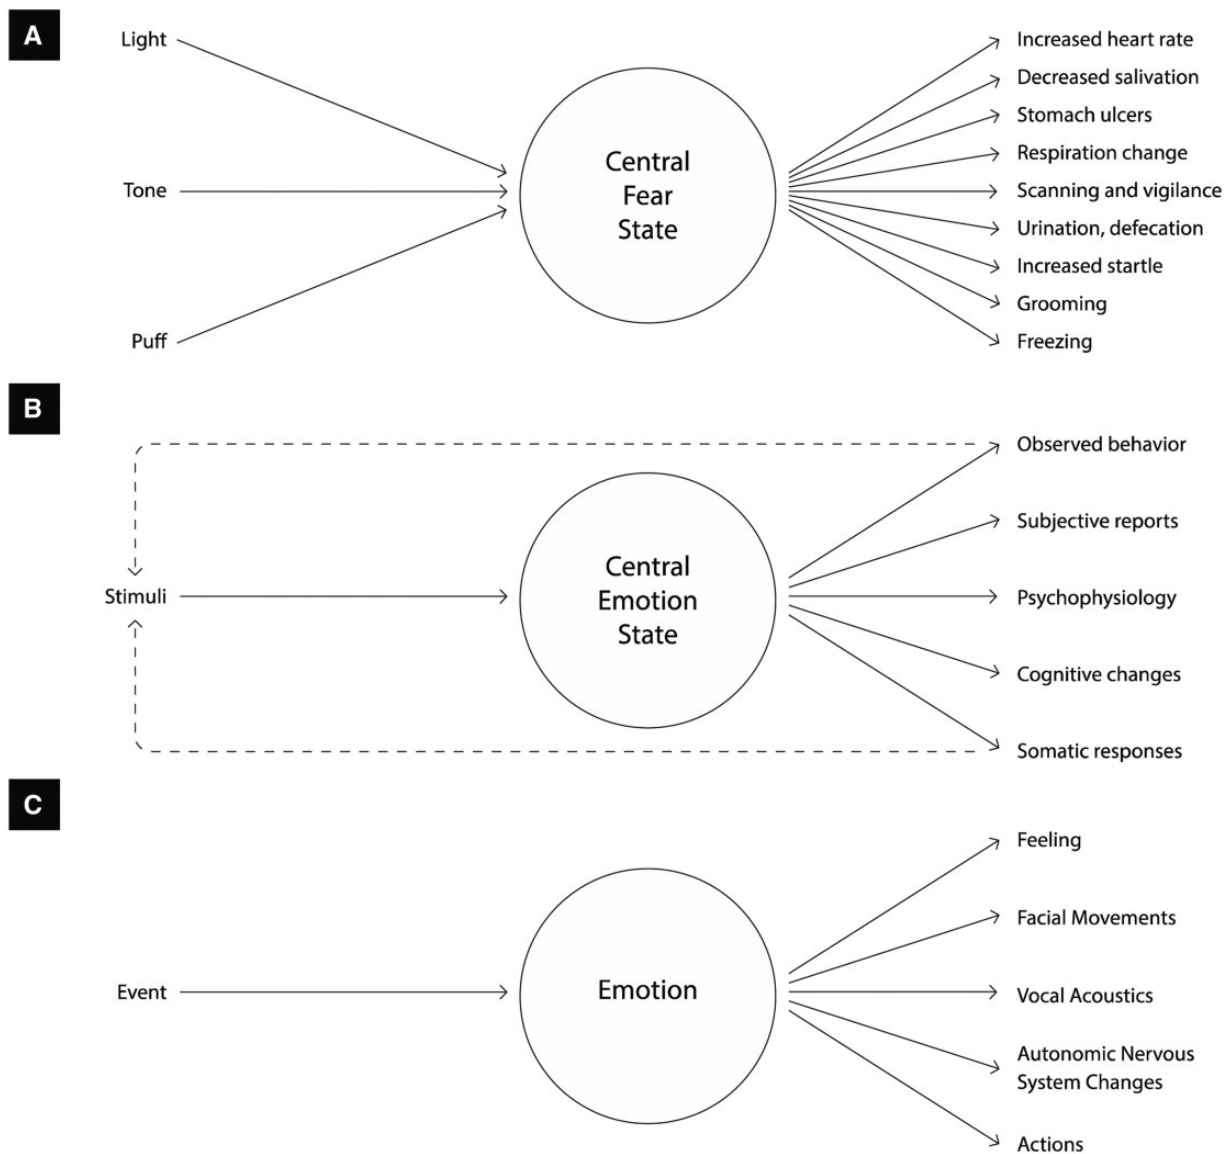 A
Light
Tone
Puff
Central
Fear
State
Increased heart rate
Decreased salivation
Stomach ulcers
Respiration change
Scanning and vigilance
Urination, defecation
Increased startle
Grooming
Freezing
B
Stimuli
Central
Emotion
State
Observed behavior
Subjective reports
Psychophysiology
Cognitive changes
Somatic responses
C
Event
Emotion
Feeling
Facial Movements
Vocal Acoustics
Autonomic Nervous
System Changes
Actions